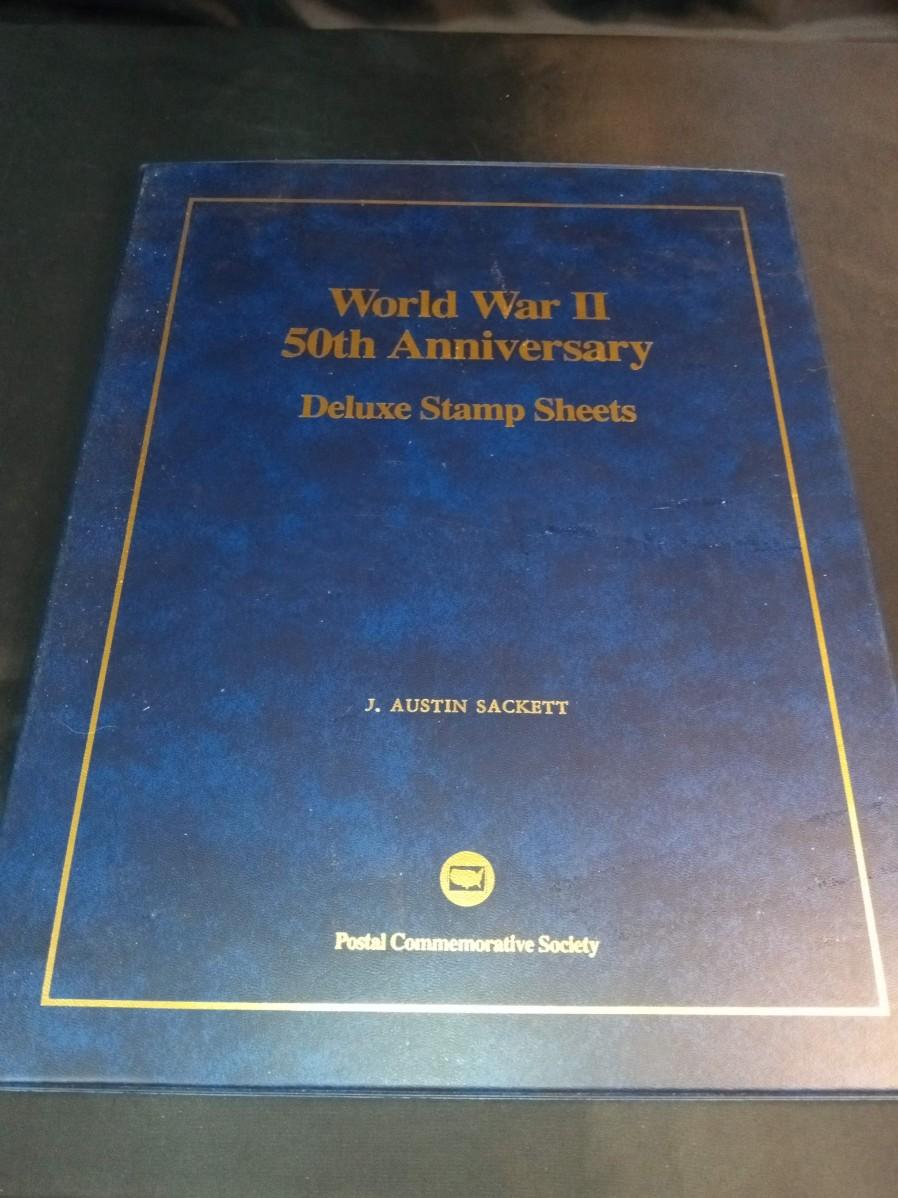 World War II
50th Anniversary
Deluxe Stamp Sheets
J. AUSTIN SACKETT
Postal Commemorative Society